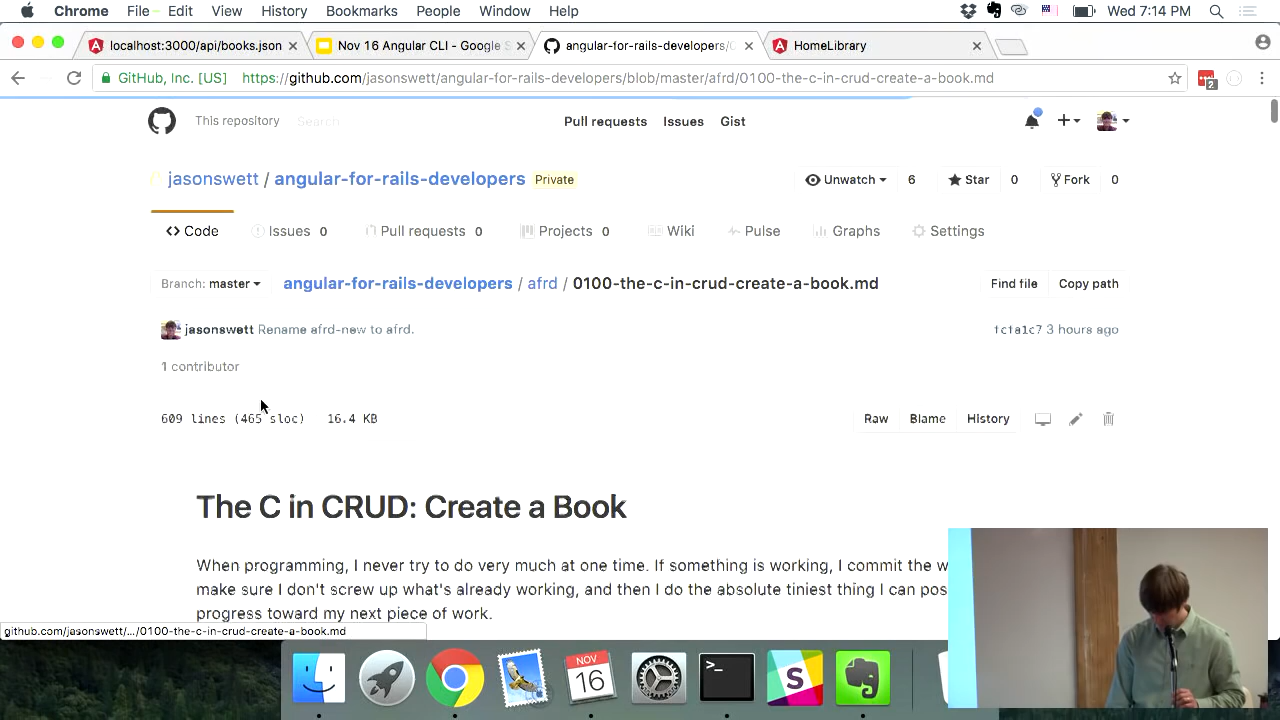 Chrome File Edit View History Bookmarks People Window Help Wed 7:14 PM
localhost:3000/api/books.json Nov 16 Angular CLI - Google S angular-for-rails-developers/ HomeLibrary
GitHub, Inc. [US] https://github.com/jasonswett/angular-for-rails-developers/blob/master/afrd/0100-the-c-in-crud-create-a-book.md 2
This repository Search Pull requests Issues Gist
jasonswett / angular-for-rails-developers Private Unwatch 6 Star 0 Fork 0
Code Issues 0 Pull requests 0 Projects 0 Wiki Pulse Graphs Settings
Branch: master angular-for-rails-developers / afrd / 0100-the-c-in-crud-create-a-book.md Find file Copy path
jasonswett Rename afrd-new to afrd. 3 hours ago
1 contributor
609 lines (465 sloc) 16.4 KB Raw Blame History
The C in CRUD: Create a Book
When programming, I never try to do very much at one time. If something is working, I commit the w
make sure I don't screw up what's already working, and then I do the absolute tiniest thing I can pos
progress toward my next piece of work.
github.com/jasonswett/.../0100-the-c-in-crud-create-a-book.md
NOV
16
>_
S